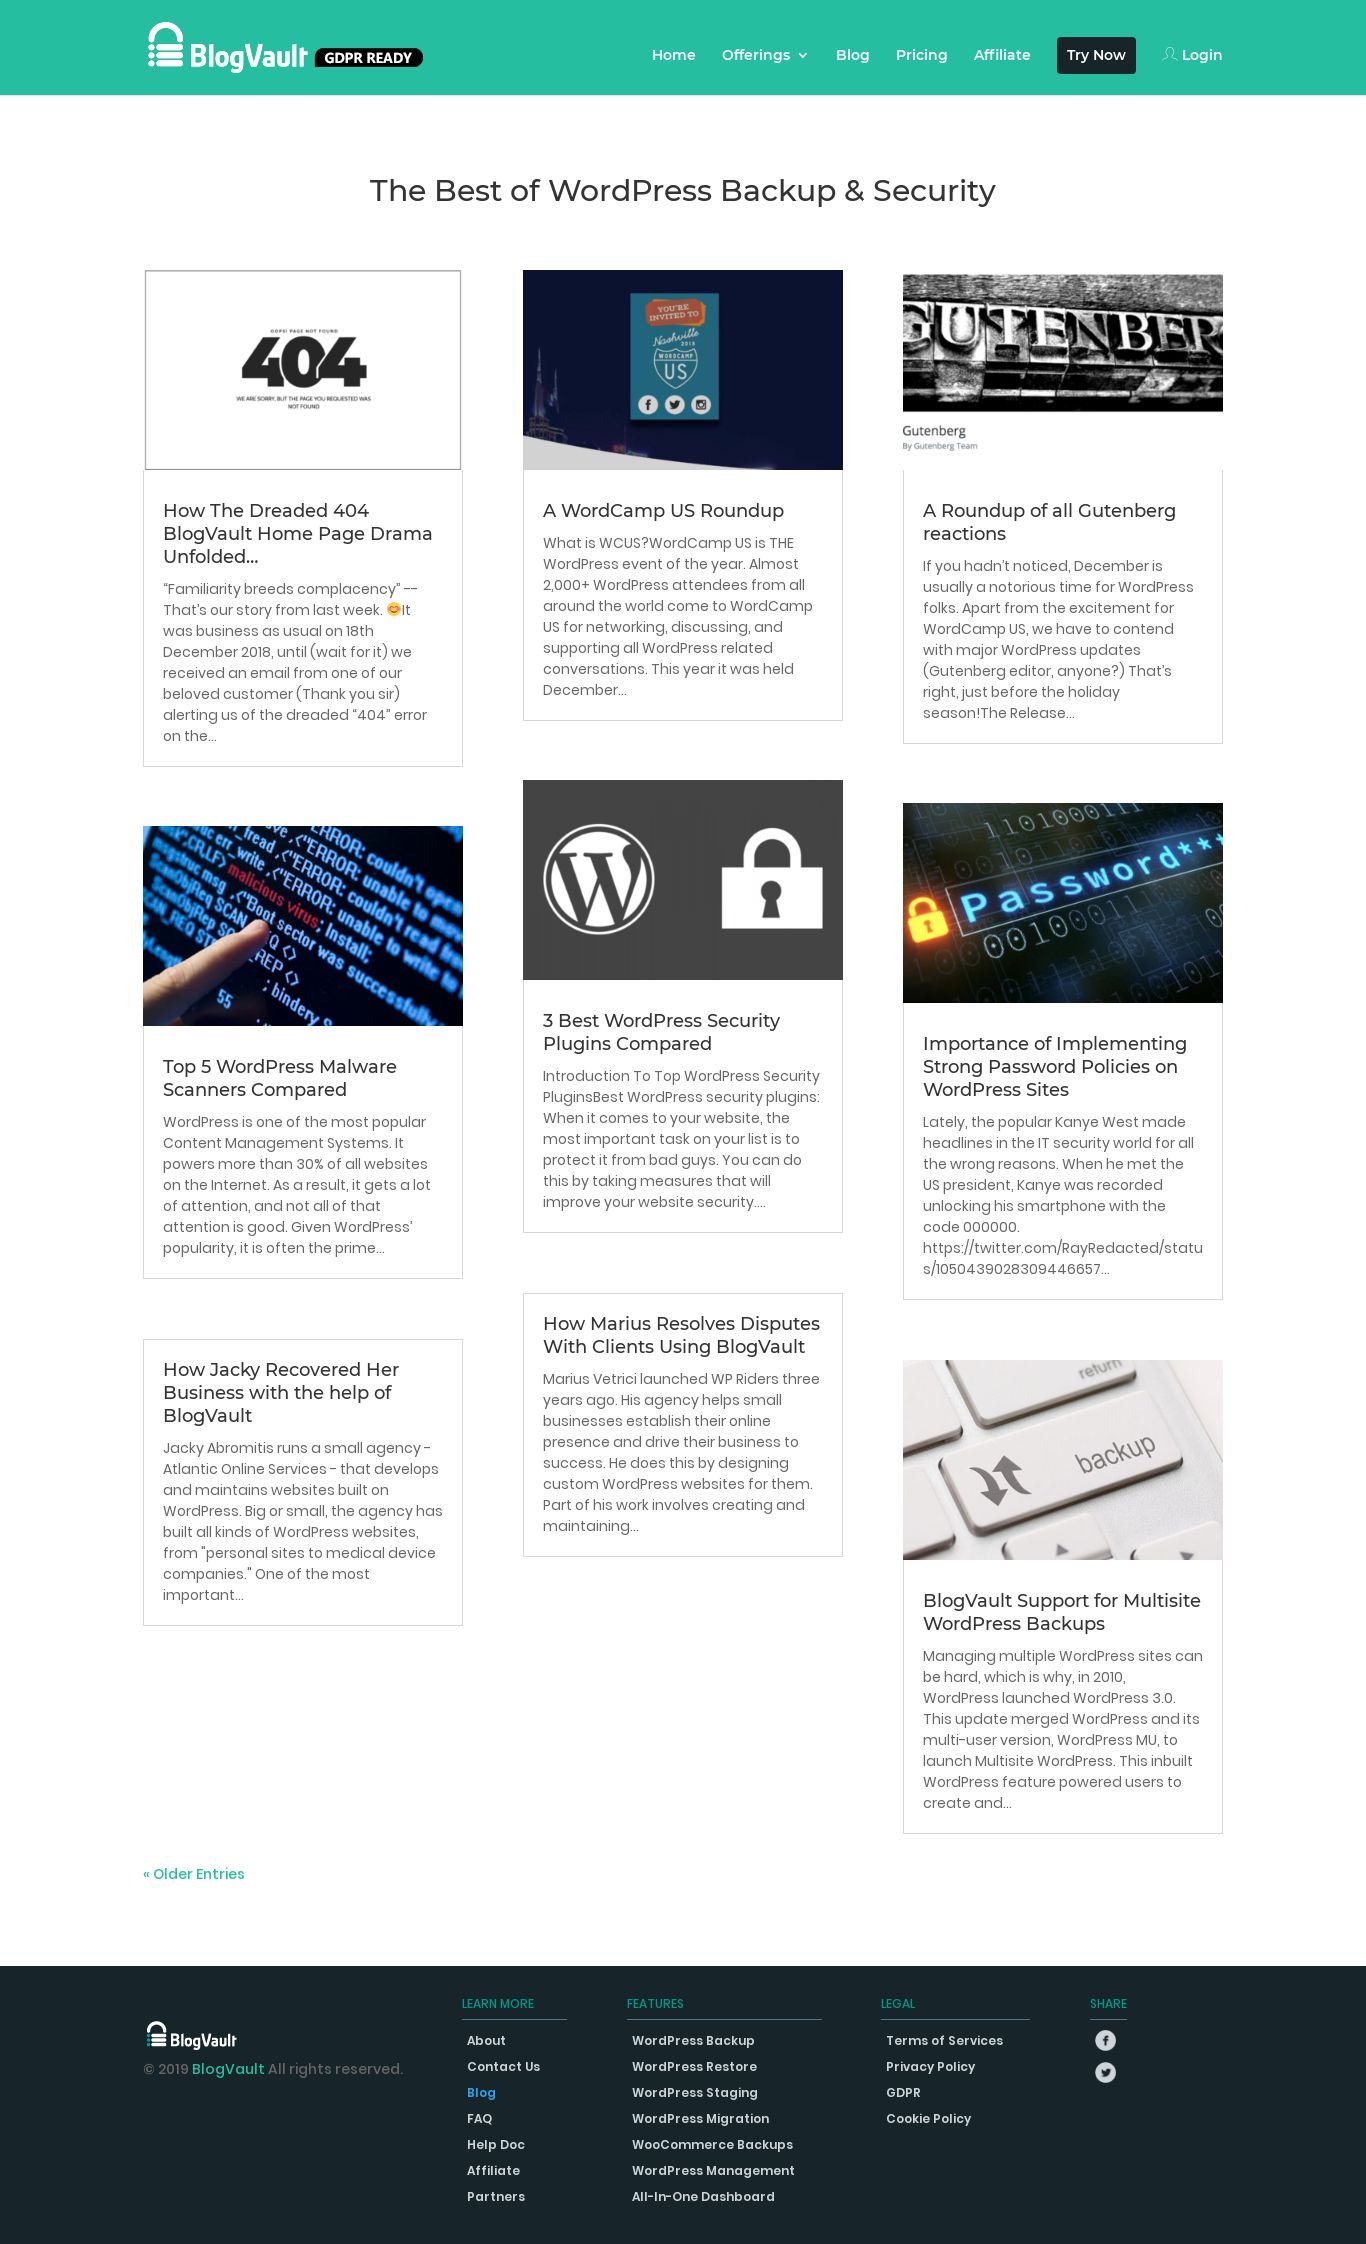 BlogVault GDPR READY
Home Offerings Blog Pricing Affiliate Try Now Login
The Best of WordPress Backup & Security
OOPS! PAGE NOT FOUND
404
WE ARE SORRY, BUT THE PAGE YOU REQUESTED WAS
NOT FOUND
How The Dreaded 404
BlogVault Home Page Drama
Unfolded...
“Familiarity breeds complacency” --
That’s our story from last week. 😊It
was business as usual on 18th
December 2018, until (wait for it) we
received an email from one of our
beloved customer (Thank you sir)
alerting us of the dreaded “404” error
on the...
YOU'RE
INVITED TO
Nashville
2018
WORDCAMP
US
A WordCamp US Roundup
What is WCUS?WordCamp US is THE
WordPress event of the year. Almost
2,000+ WordPress attendees from all
around the world come to WordCamp
US for networking, discussing, and
supporting all WordPress related
conversations. This year it was held
December...
GUTENBER
Gutenberg
By Gutenberg Team
A Roundup of all Gutenberg
reactions
If you hadn’t noticed, December is
usually a notorious time for WordPress
folks. Apart from the excitement for
WordCamp US, we have to contend
with major WordPress updates
(Gutenberg editor, anyone?) That’s
right, just before the holiday
season!The Release...
malicious virus
Top 5 WordPress Malware
Scanners Compared
WordPress is one of the most popular
Content Management Systems. It
powers more than 30% of all websites
on the Internet. As a result, it gets a lot
of attention, and not all of that
attention is good. Given WordPress’
popularity, it is often the prime...
3 Best WordPress Security
Plugins Compared
Introduction To Top WordPress Security
PluginsBest WordPress security plugins:
When it comes to your website, the
most important task on your list is to
protect it from bad guys. You can do
this by taking measures that will
improve your website security....
Password***
Importance of Implementing
Strong Password Policies on
WordPress Sites
Lately, the popular Kanye West made
headlines in the IT security world for all
the wrong reasons. When he met the
US president, Kanye was recorded
unlocking his smartphone with the
code 000000.
https://twitter.com/RayRedacted/statu
s/1050439028309446657...
How Jacky Recovered Her
Business with the help of
BlogVault
Jacky Abromitis runs a small agency -
Atlantic Online Services - that develops
and maintains websites built on
WordPress. Big or small, the agency has
built all kinds of WordPress websites,
from "personal sites to medical device
companies." One of the most
important...
How Marius Resolves Disputes
With Clients Using BlogVault
Marius Vetrici launched WP Riders three
years ago. His agency helps small
businesses establish their online
presence and drive their business to
success. He does this by designing
custom WordPress websites for them.
Part of his work involves creating and
maintaining...
return
backup
BlogVault Support for Multisite
WordPress Backups
Managing multiple WordPress sites can
be hard, which is why, in 2010,
WordPress launched WordPress 3.0.
This update merged WordPress and its
multi-user version, WordPress MU, to
launch Multisite WordPress. This inbuilt
WordPress feature powered users to
create and...
« Older Entries
BlogVault
© 2019 BlogVault All rights reserved.
LEARN MORE
About
Contact Us
Blog
FAQ
Help Doc
Affiliate
Partners
FEATURES
WordPress Backup
WordPress Restore
WordPress Staging
WordPress Migration
WooCommerce Backups
WordPress Management
All-In-One Dashboard
LEGAL
Terms of Services
Privacy Policy
GDPR
Cookie Policy
SHARE